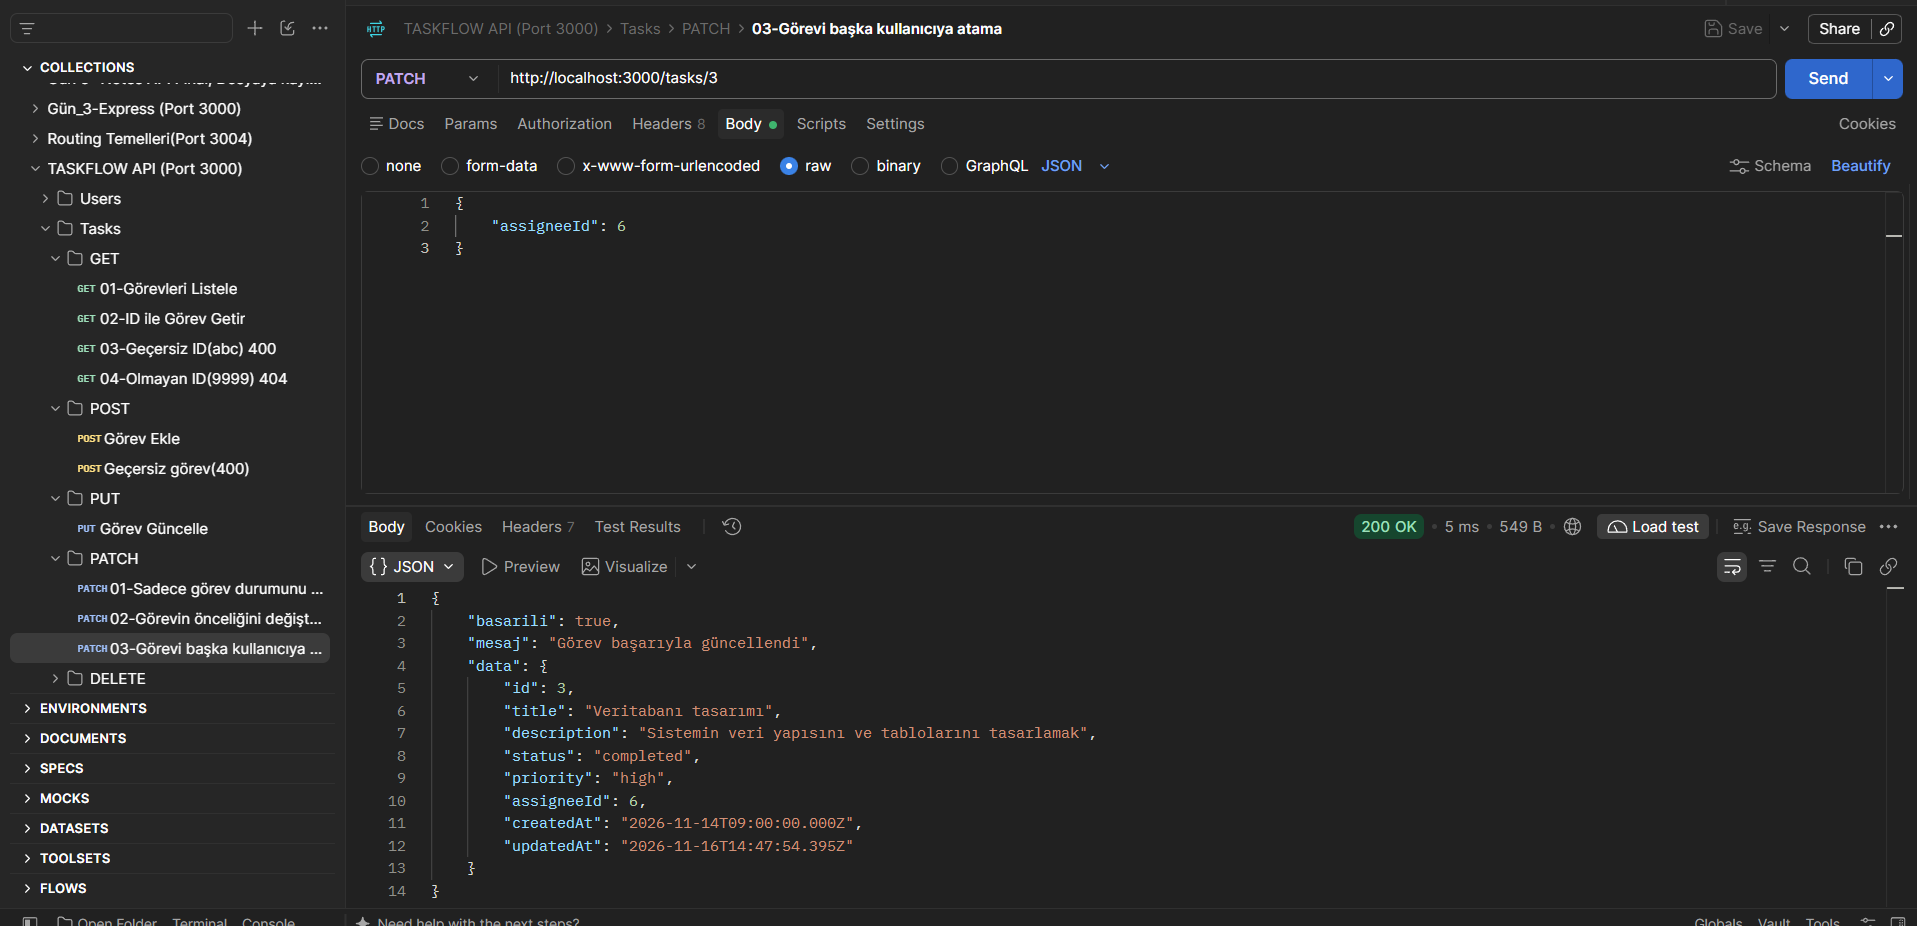 COLLECTIONS
Gün_3-Express (Port 3000)
Routing Temelleri(Port 3004)
TASKFLOW API (Port 3000)
Users
Tasks
GET
GET 01-Görevleri Listele
GET 02-ID ile Görev Getir
GET 03-Geçersiz ID(abc) 400
GET 04-Olmayan ID(9999) 404
POST
POST Görev Ekle
POST Geçersiz görev(400)
PUT
PUT Görev Güncelle
PATCH
PATCH 01-Sadece görev durumunu ...
PATCH 02-Görevin önceliğini değişt...
PATCH 03-Görevi başka kullanıcıya ...
DELETE
ENVIRONMENTS
DOCUMENTS
SPECS
MOCKS
DATASETS
TOOLSETS
FLOWS
Open Folder Terminal Console
HTTP TASKFLOW API (Port 3000) > Tasks > PATCH > 03-Görevi başka kullanıcıya atama
Save Share
PATCH http://localhost:3000/tasks/3 Send
Docs Params Authorization Headers 8 Body Scripts Settings Cookies
none form-data x-www-form-urlencoded raw binary GraphQL JSON Schema Beautify
1 {
2 "assigneeId": 6
3 }
Body Cookies Headers 7 Test Results 200 OK • 5 ms • 549 B • Load test e.g. Save Response
{} JSON Preview Visualize
1 {
2 "basarili": true,
3 "mesaj": "Görev başarıyla güncellendi",
4 "data": {
5 "id": 3,
6 "title": "Veritabanı tasarımı",
7 "description": "Sistemin veri yapısını ve tablolarını tasarlamak",
8 "status": "completed",
9 "priority": "high",
10 "assigneeId": 6,
11 "createdAt": "2026-11-14T09:00:00.000Z",
12 "updatedAt": "2026-11-16T14:47:54.395Z"
13 }
14 }
Need help with the next steps? Globals Vault Tools